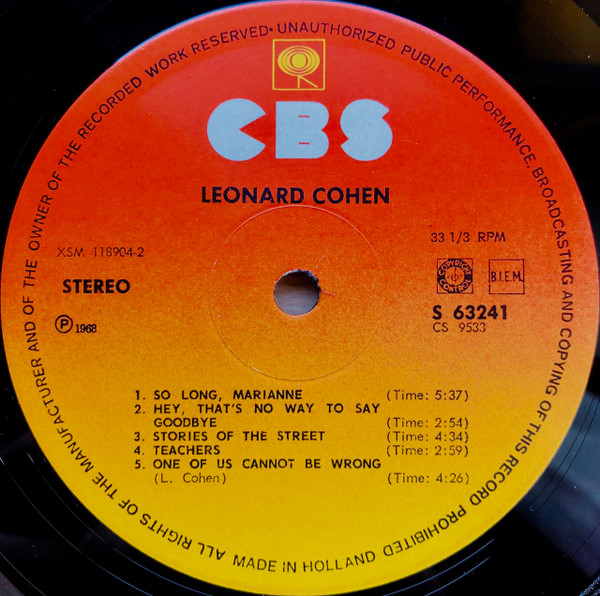 ALL RIGHTS OF THE MANUFACTURER AND OF THE OWNER OF THE RECORDED WORK RESERVED • UNAUTHORIZED PUBLIC PERFORMANCE, BROADCASTING AND COPYING OF THIS RECORD PROHIBITED
CBS
LEONARD COHEN
33 1/3 RPM
XSM 118904-2
COPYRIGHT CONTROL
B.I.E.M.
STEREO
S 63241
CS 9533
Ⓟ 1968
1. SO LONG, MARIANNE (Time: 5:37)
2. HEY, THAT'S NO WAY TO SAY
GOODBYE (Time: 2:54)
3. STORIES OF THE STREET (Time: 4:34)
4. TEACHERS (Time: 2:59)
5. ONE OF US CANNOT BE WRONG
(L. Cohen) (Time: 4:26)
MADE IN HOLLAND